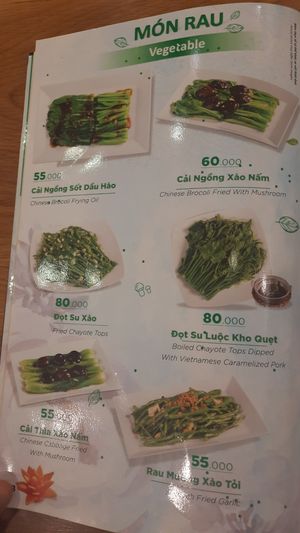 MÓN RAU
Vegetable
55.000
Cải Ngồng Sốt Dầu Hào
Chinese Brocoli Frying Oil
60.000
Cải Ngồng Xào Nấm
Chinese Brocoli Fried With Mushroom
80.000
Đọt Su Xào
Fried Chayote Tops
80.000
Đọt Su Luộc Kho Quẹt
Boiled Chayote Tops Dipped
With Vietnamese Caramelized Pork
55.000
Cải Thìa Xào Nấm
Chinese Cabbage Fried
With Mushroom
55.000
Rau Muống Xào Tỏi
Fried Garlic